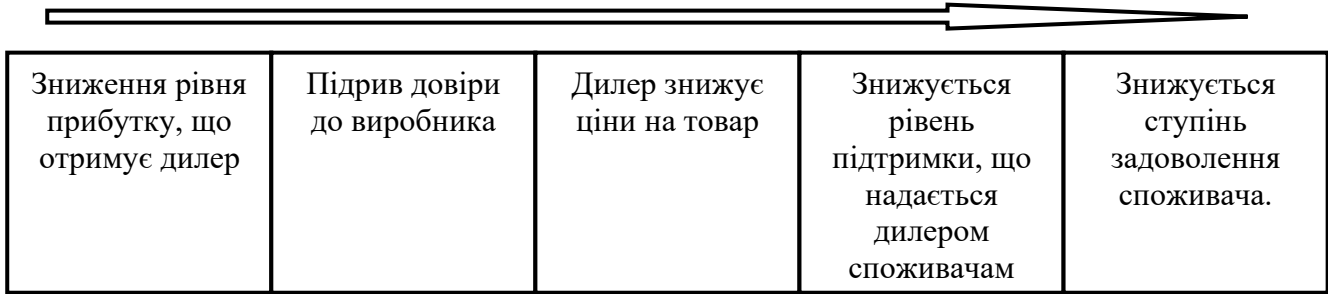 Зниження рівня
прибутку, що
отримує дилер
Підрив довіри
до виробника
Дилер знижує
ціни на товар
Знижується
рівень
підтримки, що
надається
дилером
споживачам
Знижується
ступінь
задоволення
споживача.